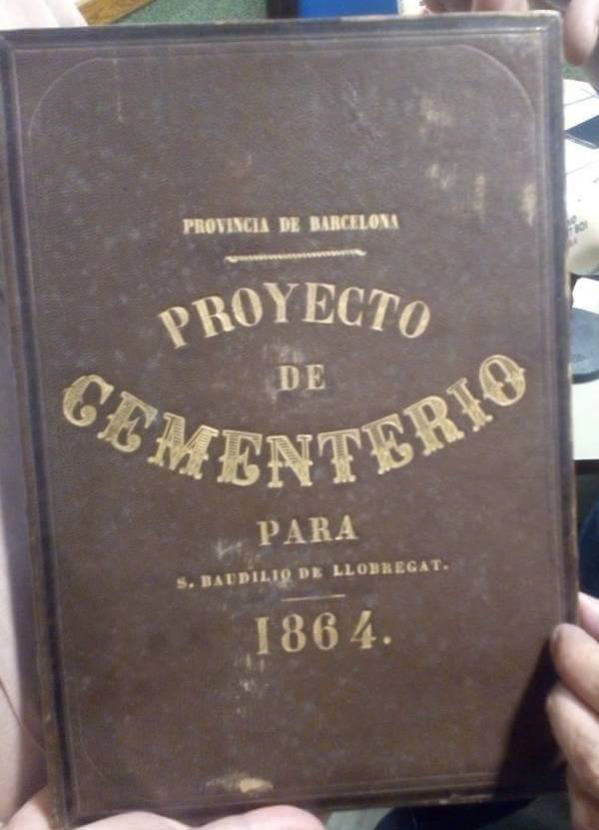 PROVINCIA DE BARCELONA
PROYECTO
DE
CEMENTERIO
PARA
S. BAUDILIO DE LLOBREGAT.
1864.